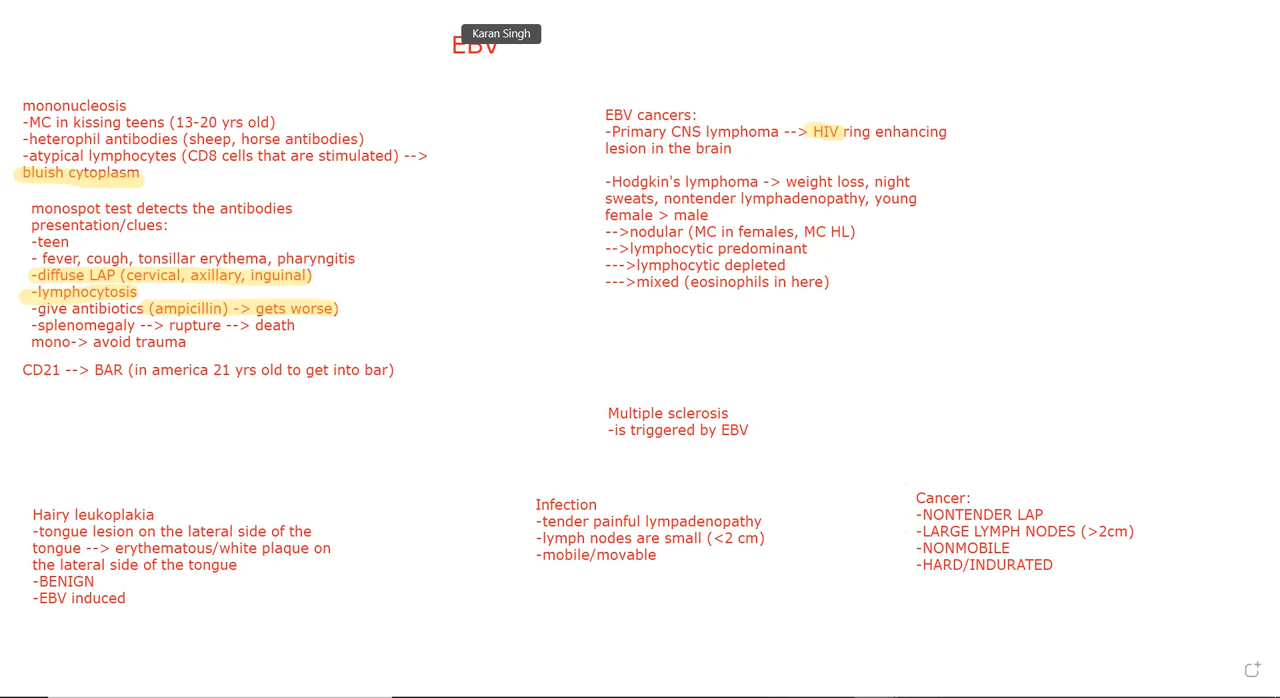 Karan Singh
EBV
mononucleosis
-MC in kissing teens (13-20 yrs old)
-heterophil antibodies (sheep, horse antibodies)
-atypical lymphocytes (CD8 cells that are stimulated) -->
bluish cytoplasm
monospot test detects the antibodies
presentation/clues:
-teen
- fever, cough, tonsillar erythema, pharyngitis
-diffuse LAP (cervical, axillary, inguinal)
-lymphocytosis
-give antibiotics (ampicillin) -> gets worse)
-splenomegaly --> rupture --> death
mono-> avoid trauma
CD21 --> BAR (in america 21 yrs old to get into bar)
EBV cancers:
-Primary CNS lymphoma --> HIV ring enhancing
lesion in the brain
-Hodgkin's lymphoma -> weight loss, night
sweats, nontender lymphadenopathy, young
female > male
-->nodular (MC in females, MC HL)
-->lymphocytic predominant
--->lymphocytic depleted
--->mixed (eosinophils in here)
Multiple sclerosis
-is triggered by EBV
Hairy leukoplakia
-tongue lesion on the lateral side of the
tongue --> erythematous/white plaque on
the lateral side of the tongue
-BENIGN
-EBV induced
Infection
-tender painful lympadenopathy
-lymph nodes are small (<2 cm)
-mobile/movable
Cancer:
-NONTENDER LAP
-LARGE LYMPH NODES (>2cm)
-NONMOBILE
-HARD/INDURATED